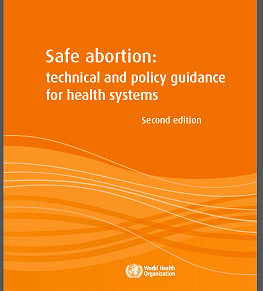 Safe abortion:
technical and policy guidance
for health systems
Second edition
World Health
Organization